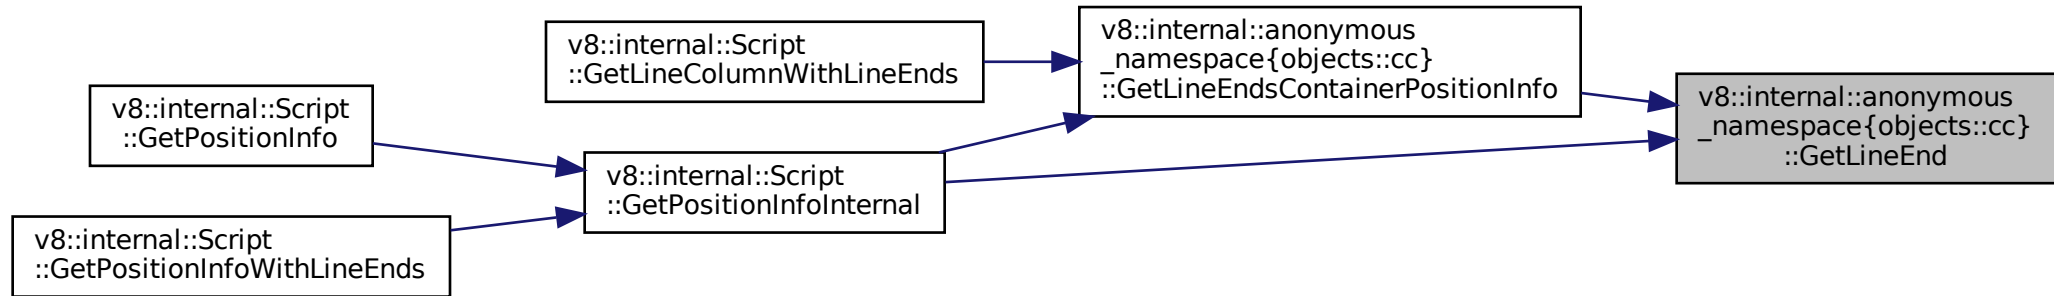 v8::internal::Script
::GetPositionInfo
v8::internal::Script
::GetPositionInfoWithLineEnds
v8::internal::Script
::GetLineColumnWithLineEnds
v8::internal::Script
::GetPositionInfoInternal
v8::internal::anonymous
_namespace{objects::cc}
::GetLineEndsContainerPositionInfo
v8::internal::anonymous
_namespace{objects::cc}
::GetLineEnd